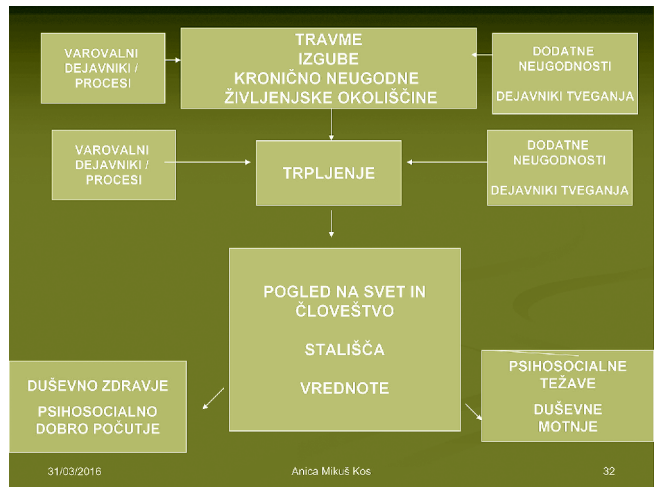 VAROVALNI
DEJAVNIKI /
PROCESI
TRAVME
IZGUBE
KRONIČNO NEUGODNE
ŽIVLJENJSKE OKOLIŠČINE
DODATNE
NEUGODNOSTI
DEJAVNIKI TVEGANJA
VAROVALNI
DEJAVNIKI /
PROCESI
TRPLJENJE
DODATNE
NEUGODNOSTI
DEJAVNIKI TVEGANJA
POGLED NA SVET IN
ČLOVEŠTVO
STALIŠČA
VREDNOTE
DUŠEVNO ZDRAVJE
PSIHOSOCIALNO
DOBRO POČUTJE
PSIHOSOCIALNE
TEŽAVE
DUŠEVNE
MOTNJE
31/03/2016
Anica Mikuš Kos
32